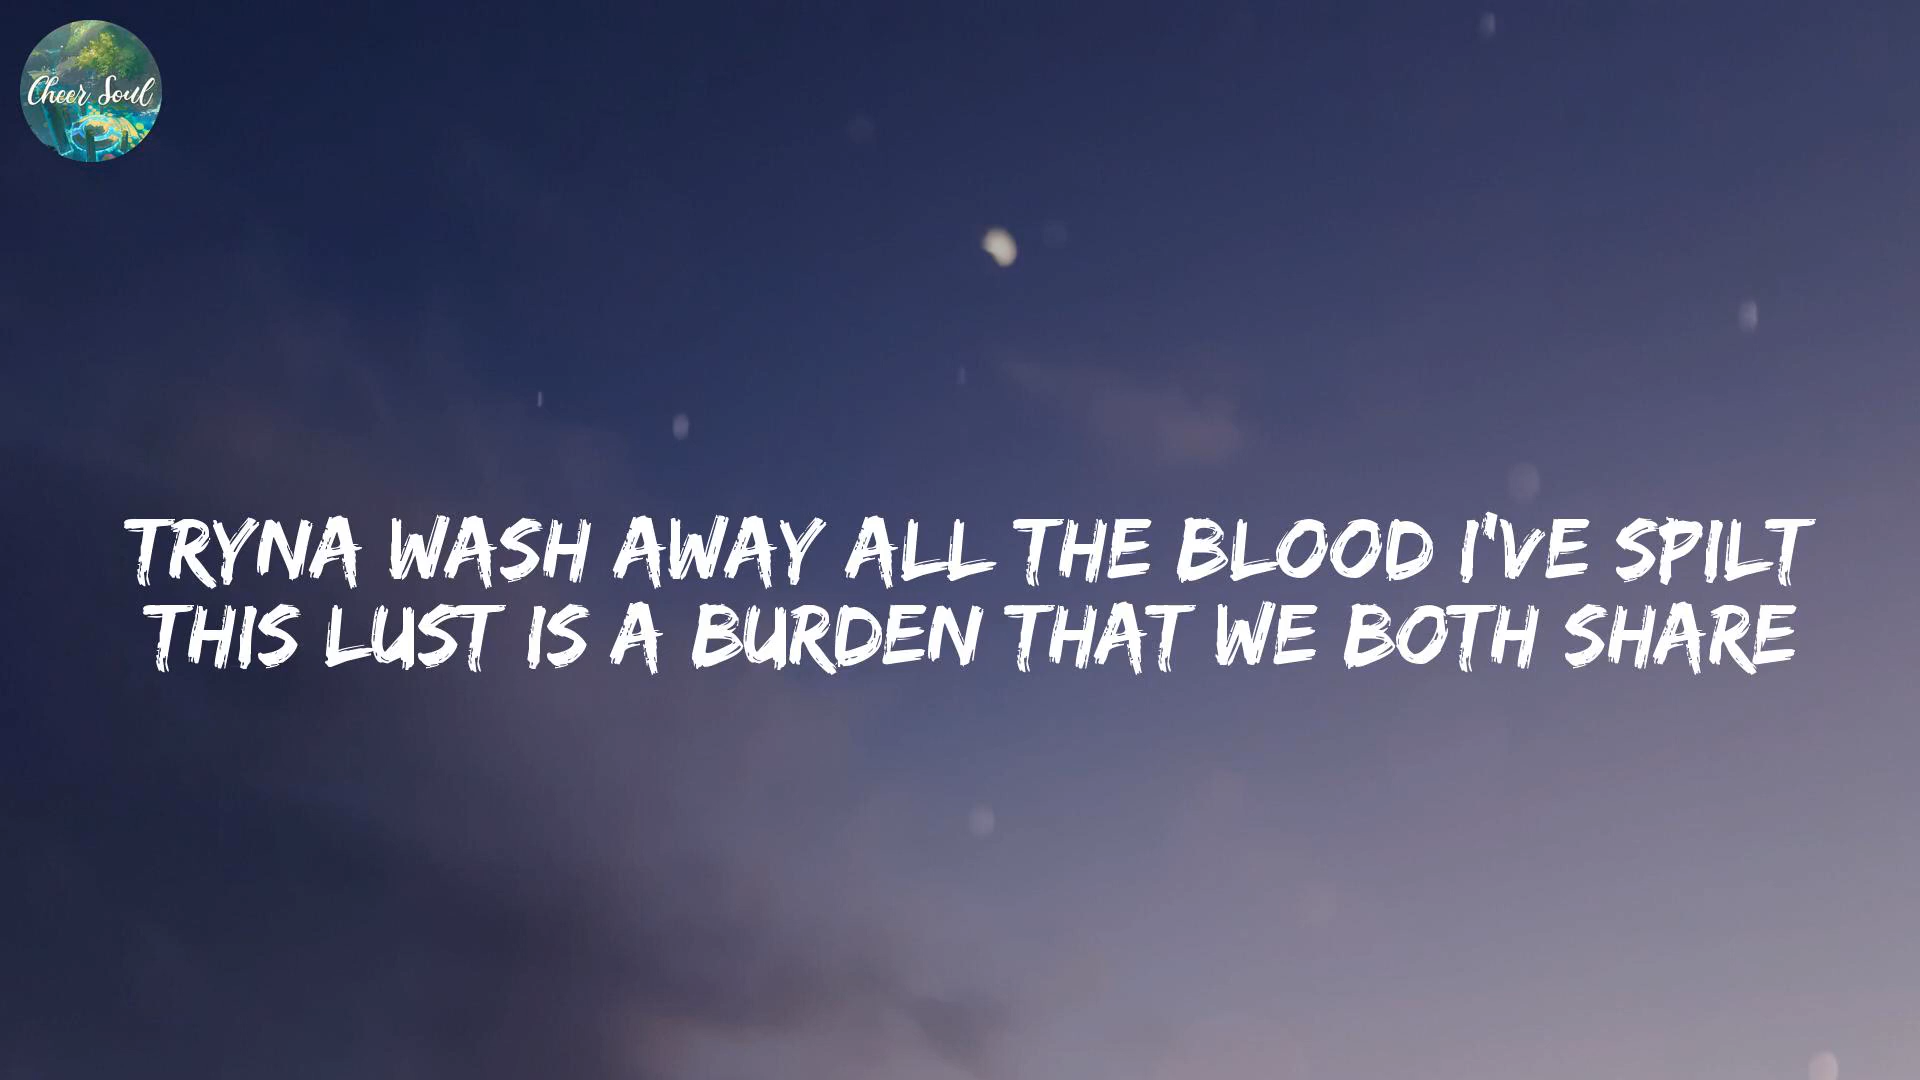 Cheer Soul
TRYNA WASH AWAY ALL THE BLOOD I'VE SPILT
THIS LUST IS A BURDEN THAT WE BOTH SHARE